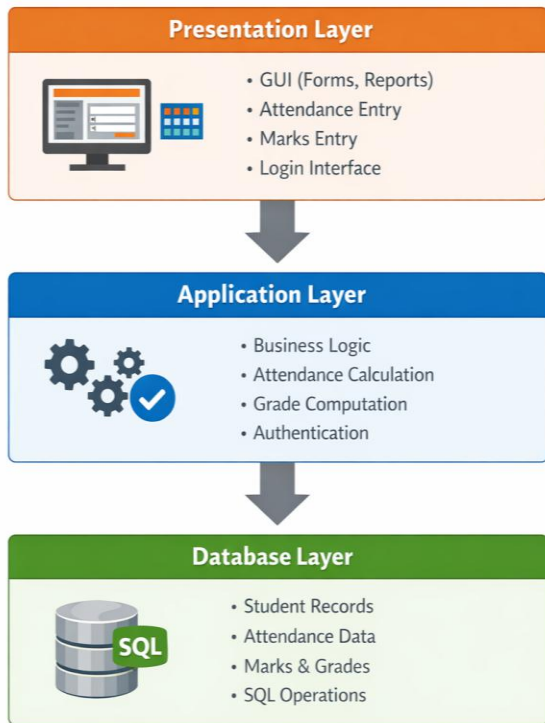 Presentation Layer
• GUI (Forms, Reports)
• Attendance Entry
• Marks Entry
• Login Interface
Application Layer
• Business Logic
• Attendance Calculation
• Grade Computation
• Authentication
Database Layer
SQL
• Student Records
• Attendance Data
• Marks & Grades
• SQL Operations